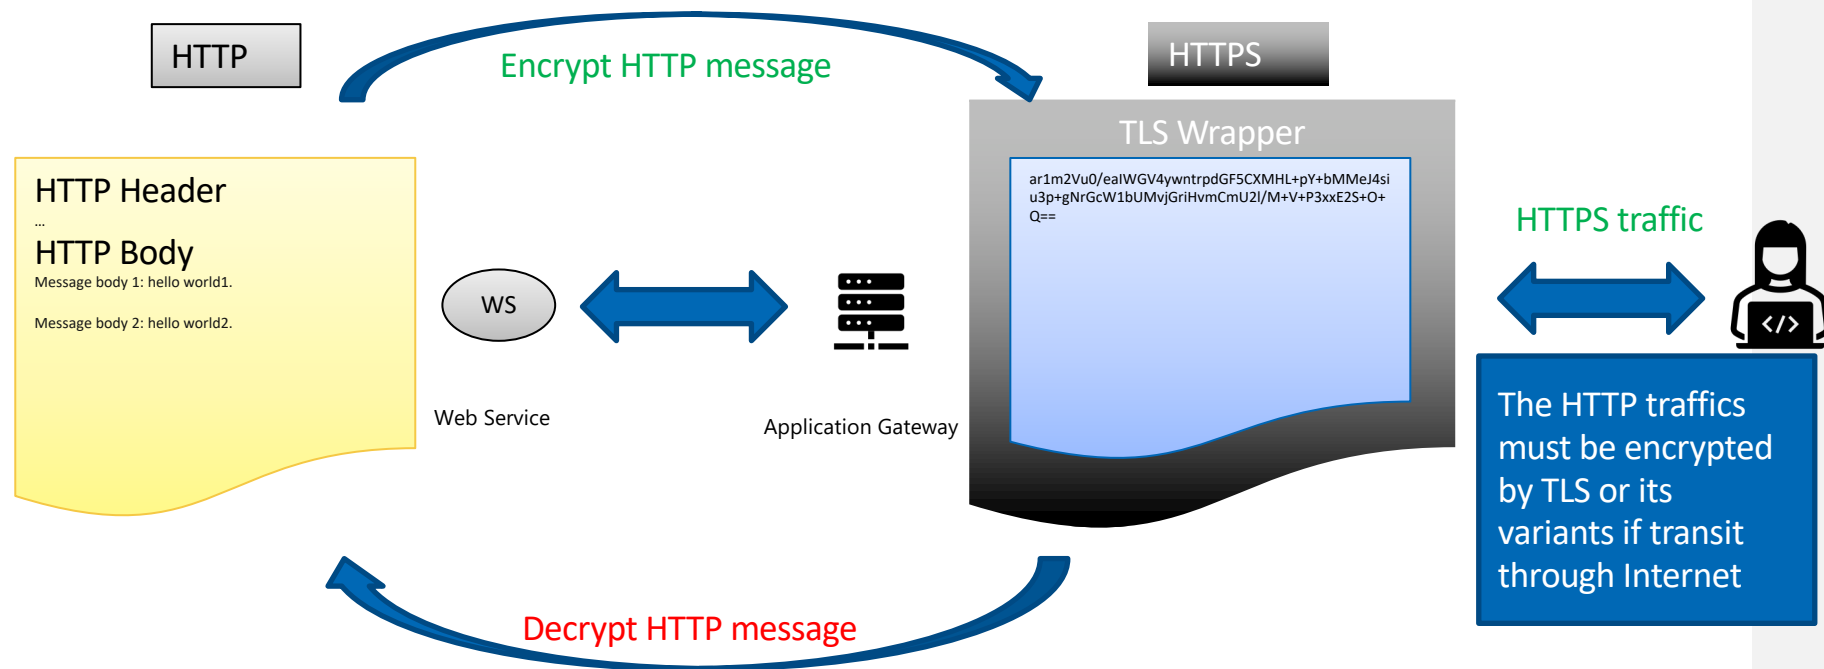 HTTP
Encrypt HTTP message
HTTPS
TLS Wrapper
HTTP Header
...
HTTP Body
Message body 1: hello world1.
Message body 2: hello world2.
ar1m2Vu0/eaIWGV4ywntrpdGF5CXMHL+pY+bMMeJ4si
u3p+gNrGcW1bUMvjGriHvmCmU2l/M+V+P3xxE2S+O+
Q==
WS
Web Service
Application Gateway
HTTPS traffic
</>
The HTTP traffics
must be encrypted
by TLS or its
variants if transit
through Internet
Decrypt HTTP message